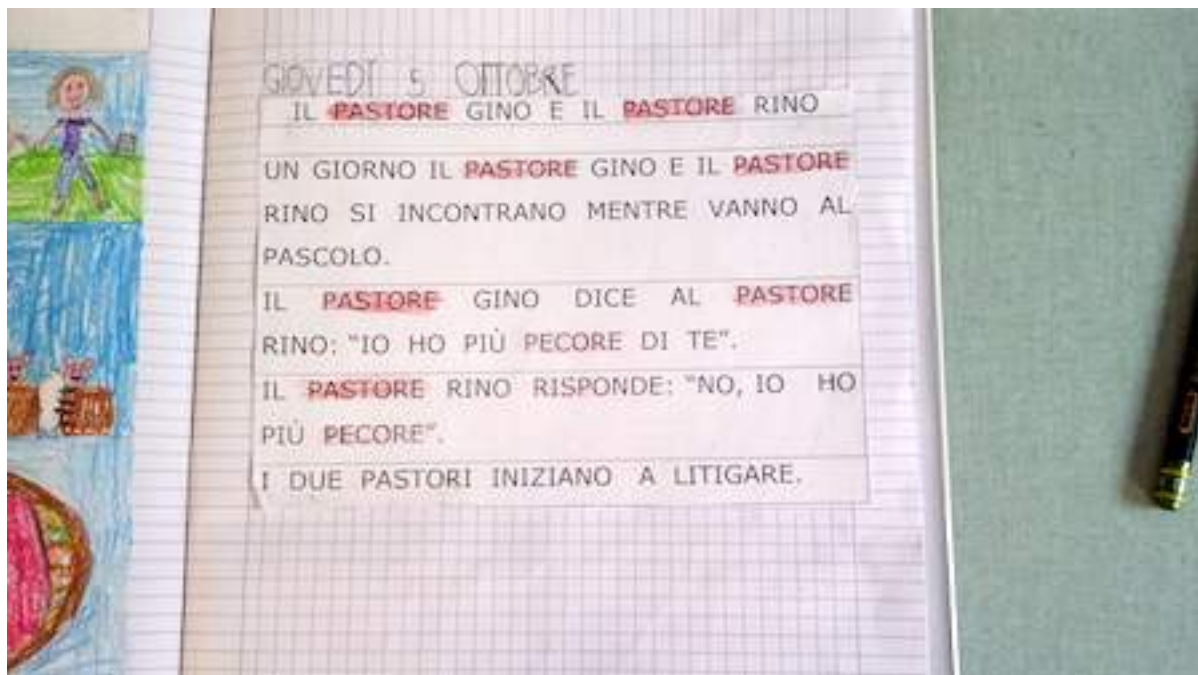 GIOVEDÌ 5 OTTOBRE
IL PASTORE GINO E IL PASTORE RINO
UN GIORNO IL PASTORE GINO E IL PASTORE
RINO SI INCONTRANO MENTRE VANNO AL
PASCOLO.
IL PASTORE GINO DICE AL PASTORE
RINO: "IO HO PIÙ PECORE DI TE".
IL PASTORE RINO RISPONDE: "NO, IO HO
PIÙ PECORE".
I DUE PASTORI INIZIANO A LITIGARE.